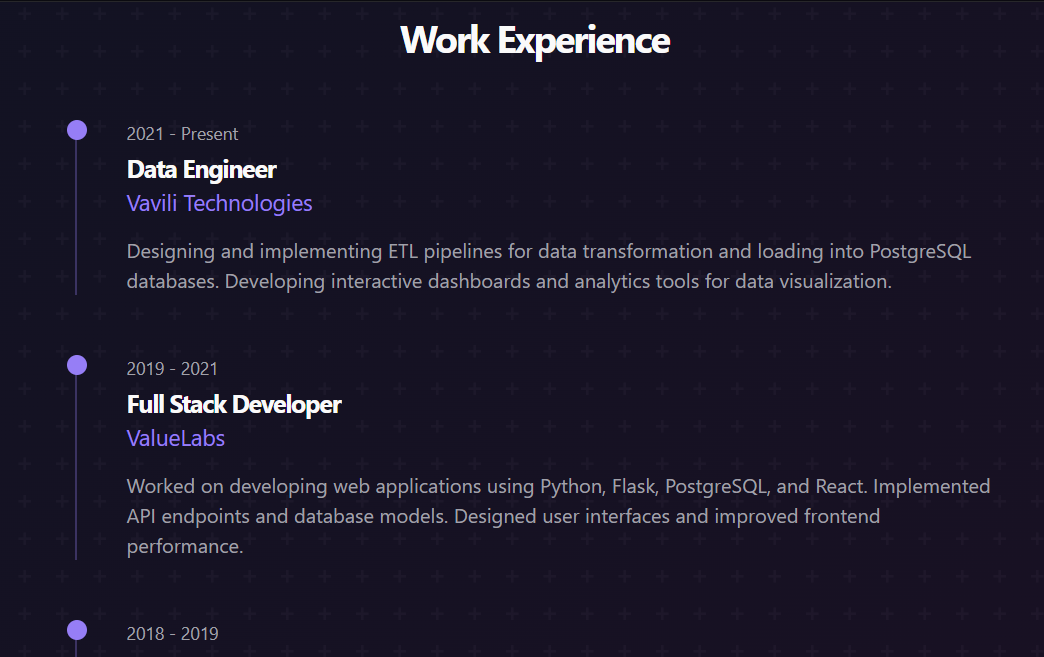 Work Experience
2021 - Present
Data Engineer
Vavili Technologies
Designing and implementing ETL pipelines for data transformation and loading into PostgreSQL
databases. Developing interactive dashboards and analytics tools for data visualization.
2019 - 2021
Full Stack Developer
ValueLabs
Worked on developing web applications using Python, Flask, PostgreSQL, and React. Implemented
API endpoints and database models. Designed user interfaces and improved frontend
performance.
2018 - 2019